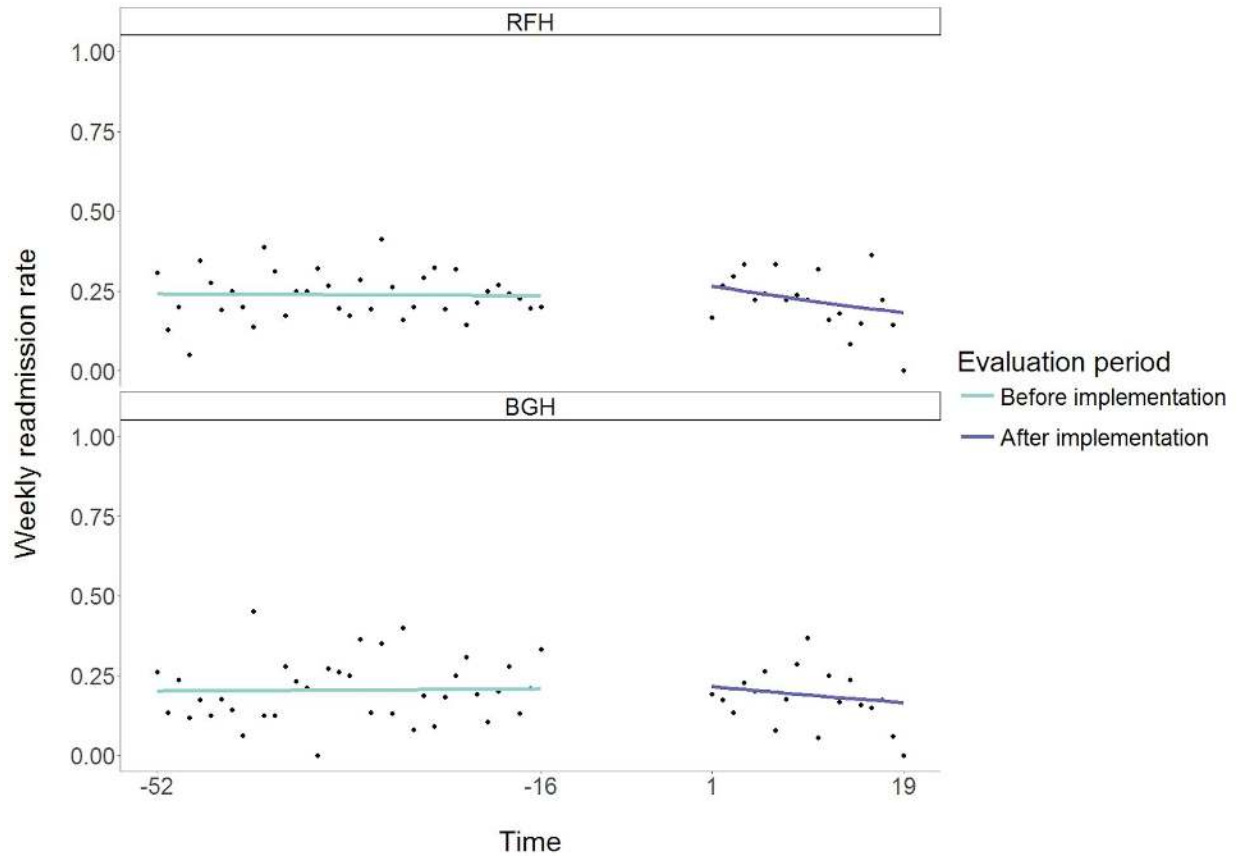 RFH
1.00
0.75
0.50
0.25
0.00
BGH
1.00
0.75
0.50
0.25
0.00
Weekly readmission rate
-52
-16
1
19
Time
Evaluation period
Before implementation
After implementation